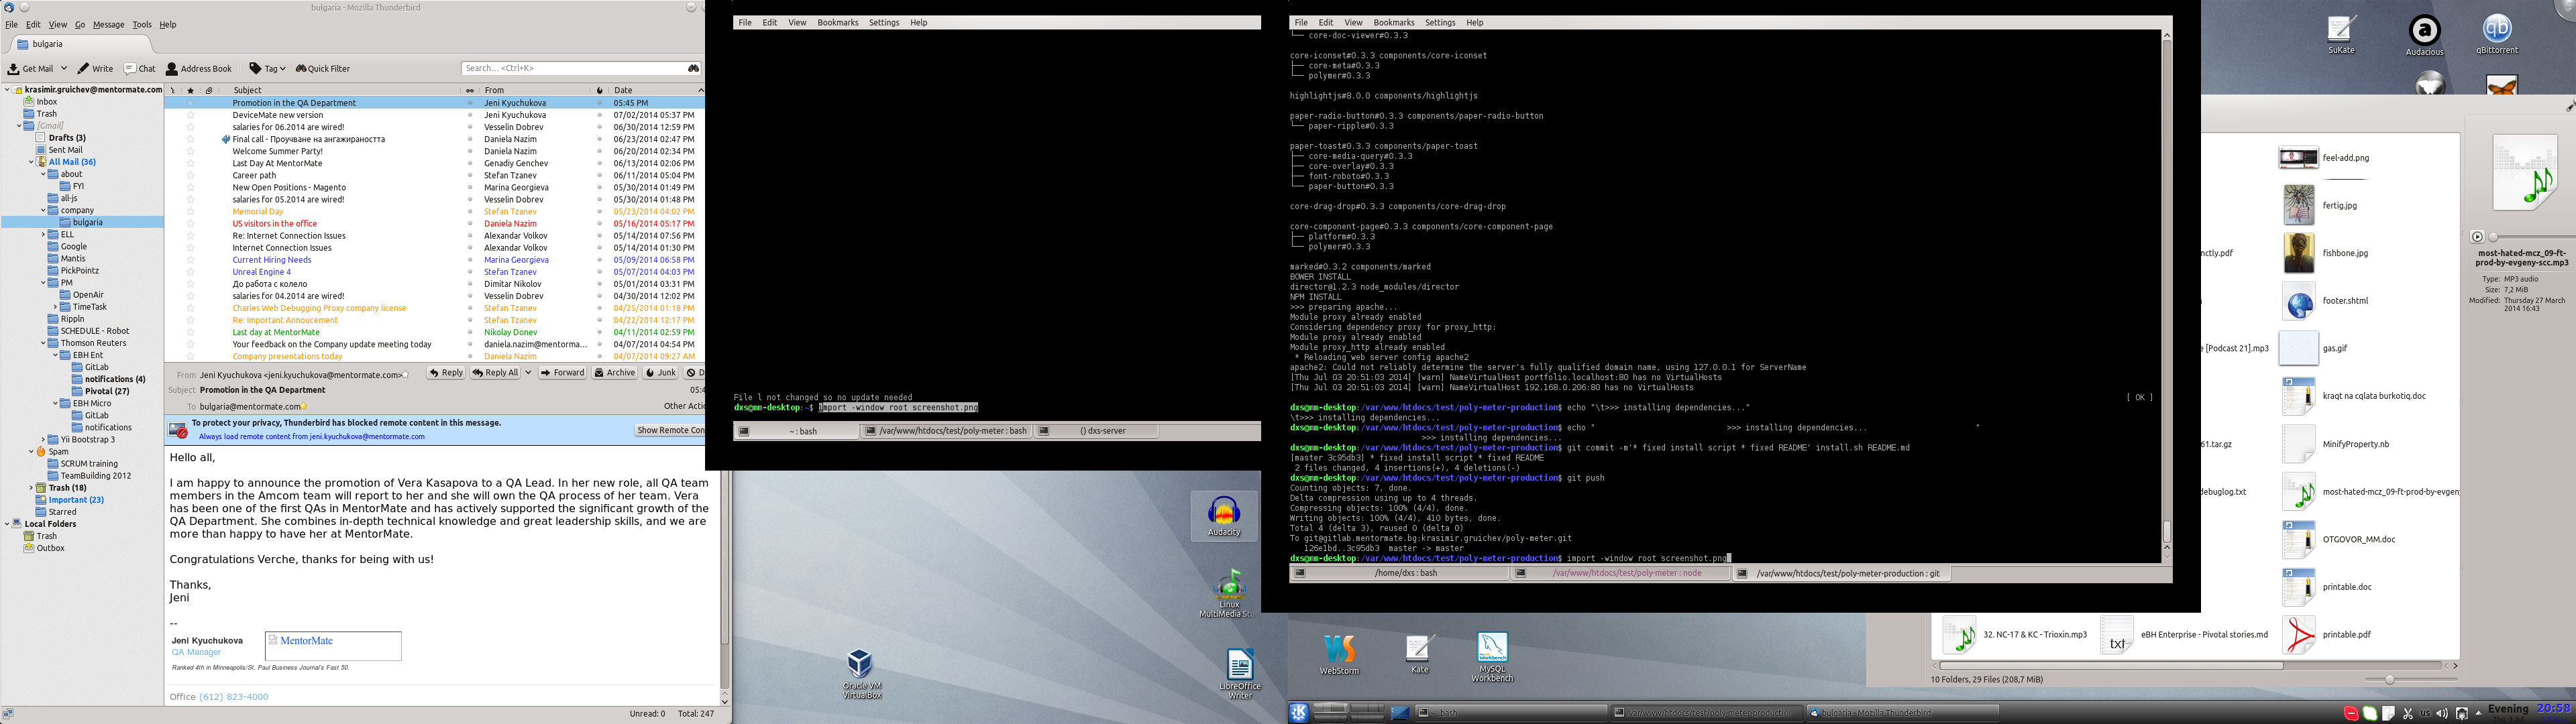 bulgaria - Mozilla Thunderbird
File Edit View Go Message Tools Help
bulgaria
Get Mail Write Chat Address Book Tag Quick Filter Search... <Ctrl+K>
krasimir.gruichev@mentormate.com
Inbox
Trash
[Gmail]
Drafts (3)
Sent Mail
All Mail (36)
about
FYI
all-js
company
bulgaria
ELL
Google
Mantis
PickPointz
PM
OpenAir
TimeTask
Rippln
SCHEDULE - Robot
Thomson Reuters
EBH Ent
GitLab
notifications (4)
Pivotal (27)
EBH Micro
GitLab
notifications
Yii Bootstrap 3
Spam
SCRUM training
TeamBuilding 2012
Trash (18)
Important (23)
Starred
Local Folders
Trash
Outbox
Subject From Date
Promotion in the QA Department Jeni Kyuchukova 05:45 PM
DeviceMate new version Jeni Kyuchukova 07/02/2014 05:37 PM
salaries for 06.2014 are wired! Vesselin Dobrev 06/30/2014 12:59 PM
Final call - Проучване на ангажираността Daniela Nazim 06/23/2014 02:47 PM
Welcome Summer Party! Daniela Nazim 06/20/2014 02:34 PM
Last Day At MentorMate Genadiy Genchev 06/13/2014 02:06 PM
Career path Daniela Nazim 06/11/2014 05:04 PM
New Open Positions - Magento Marina Georgieva 05/30/2014 01:49 PM
salaries for 05.2014 are wired! Vesselin Dobrev 05/30/2014 01:48 PM
Memorial Day Stefan Tzanev 05/23/2014 04:02 PM
US visitors in the office Daniela Nazim 05/16/2014 05:17 PM
Re: Internet Connection Issues Alexandar Volkov 05/14/2014 07:56 PM
Internet Connection Issues Alexandar Volkov 05/14/2014 01:30 PM
Current Hiring Needs Marina Georgieva 05/09/2014 06:58 PM
Unreal Engine 4 Stefan Tzanev 05/07/2014 04:03 PM
До работа с колело Dimitar Nikolov 05/01/2014 03:31 PM
salaries for 04.2014 are wired! Vesselin Dobrev 04/30/2014 12:02 PM
Charles Web Debugging Proxy company license Stefan Tzanev 04/25/2014 01:18 PM
Re: Important Annoucement Stefan Tzanev 04/22/2014 12:17 PM
Last day at MentorMate Nikolay Donev 04/11/2014 02:59 PM
Your feedback on the Company update meeting today daniela.nazim@mentorma... 04/07/2014 04:54 PM
Company presentations today Daniela Nazim 04/07/2014 09:27 AM
From Jeni Kyuchukova <jeni.kyuchukova@mentormate.com> Reply Reply All Forward Archive Junk D
Subject Promotion in the QA Department 05:4
To bulgaria@mentormate.com Other Actio
To protect your privacy, Thunderbird has blocked remote content in this message.
Always load remote content from jeni.kyuchukova@mentormate.com
Show Remote Con
Hello all,
I am happy to announce the promotion of Vera Kasapova to a QA Lead. In her new role, all QA team
members in the Amcom team will report to her and she will own the QA process of her team. Vera
has been one of the first QAs in MentorMate and has actively supported the significant growth of the
QA Department. She combines in-depth technical knowledge and great leadership skills, and we are
more than happy to have her at MentorMate.
Congratulations Verche, thanks for being with us!
Thanks,
Jeni
--
Jeni Kyuchukova
QA Manager
MentorMate
Ranked 4th in Minneapolis/St. Paul Business Journal's Fast 50.
Office (612) 823-4000
Unread: 0 Total: 247
File Edit View Bookmarks Settings Help
File l not changed so no update needed
dxs@mm-desktop:~$ import -window root screenshot.png
~ : bash
/var/www/htdocs/test/poly-meter : bash
() dxs-server
File Edit View Bookmarks Settings Help
└── core-doc-viewer#0.3.3
core-iconset#0.3.3 components/core-iconset
├── core-meta#0.3.3
└── polymer#0.3.3
highlightjs#8.0.0 components/highlightjs
paper-radio-button#0.3.3 components/paper-radio-button
└── paper-ripple#0.3.3
paper-toast#0.3.3 components/paper-toast
├── core-media-query#0.3.3
├── core-overlay#0.3.3
├── font-roboto#0.3.3
└── paper-button#0.3.3
core-drag-drop#0.3.3 components/core-drag-drop
core-component-page#0.3.3 components/core-component-page
├── platform#0.3.3
└── polymer#0.3.3
marked#0.3.2 components/marked
BOWER INSTALL
director@1.2.3 node_modules/director
NPM INSTALL
>>> preparing apache...
Module proxy already enabled
Considering dependency proxy for proxy_http:
Module proxy already enabled
Module proxy_http already enabled
* Reloading web server config apache2
apache2: Could not reliably determine the server's fully qualified domain name, using 127.0.0.1 for ServerName
[Thu Jul 03 20:51:03 2014] [warn] NameVirtualHost portfolio.localhost:80 has no VirtualHosts
[Thu Jul 03 20:51:03 2014] [warn] NameVirtualHost 192.168.0.206:80 has no VirtualHosts
[ OK ]
dxs@mm-desktop:/var/www/htdocs/test/poly-meter-production$ echo "\t>>> installing dependencies..."
\t>>> installing dependencies...
dxs@mm-desktop:/var/www/htdocs/test/poly-meter-production$ echo " >>> installing dependencies... "
>>> installing dependencies...
dxs@mm-desktop:/var/www/htdocs/test/poly-meter-production$ git commit -m'* fixed install script * fixed README' install.sh README.md
[master 3c95db3] * fixed install script * fixed README
2 files changed, 4 insertions(+), 4 deletions(-)
dxs@mm-desktop:/var/www/htdocs/test/poly-meter-production$ git push
Counting objects: 7, done.
Delta compression using up to 4 threads.
Compressing objects: 100% (4/4), done.
Writing objects: 100% (4/4), 410 bytes, done.
Total 4 (delta 3), reused 0 (delta 0)
To git@gitlab.mentormate.bg:krasimir.gruichev/poly-meter.git
126e1bd..3c95db3 master -> master
dxs@mm-desktop:/var/www/htdocs/test/poly-meter-production$ import -window root screenshot.png
/home/dxs : bash
/var/www/htdocs/test/poly-meter : node
/var/www/htdocs/test/poly-meter-production : git
Audacity
Linux
MultiMedia St...
Oracle VM
VirtualBox
LibreOffice
Writer
WebStorm
Kate
MySQL
Workbench
SuKate
Audacious
qBittorrent
feel-add.png
fertig.jpg
nctly.pdf
fishbone.jpg
footer.shtml
e [Podcast 21].mp3
gas.gif
kraqt na cqlata burkotiq.doc
61.tar.gz
MinifyProperty.nb
debuglog.txt
most-hated-mcz_09-ft-prod-by-evgeny
OTGOVOR_MM.doc
printable.doc
32. NC-17 & KC - Trioxin.mp3
txt
eBH Enterprise - Pivotal stories.md
printable.pdf
10 Folders, 29 Files (208,7 MiB)
most-hated-mcz_09-ft-
prod-by-evgeny-scc.mp3
Type: MP3 audio
Size: 7,2 MiB
Modified: Thursday 27 March
2014 16:43
~ : bash
/var/www/htdocs/test/poly-meter-production
bulgaria - Mozilla Thunderbird
us
Evening 20:58